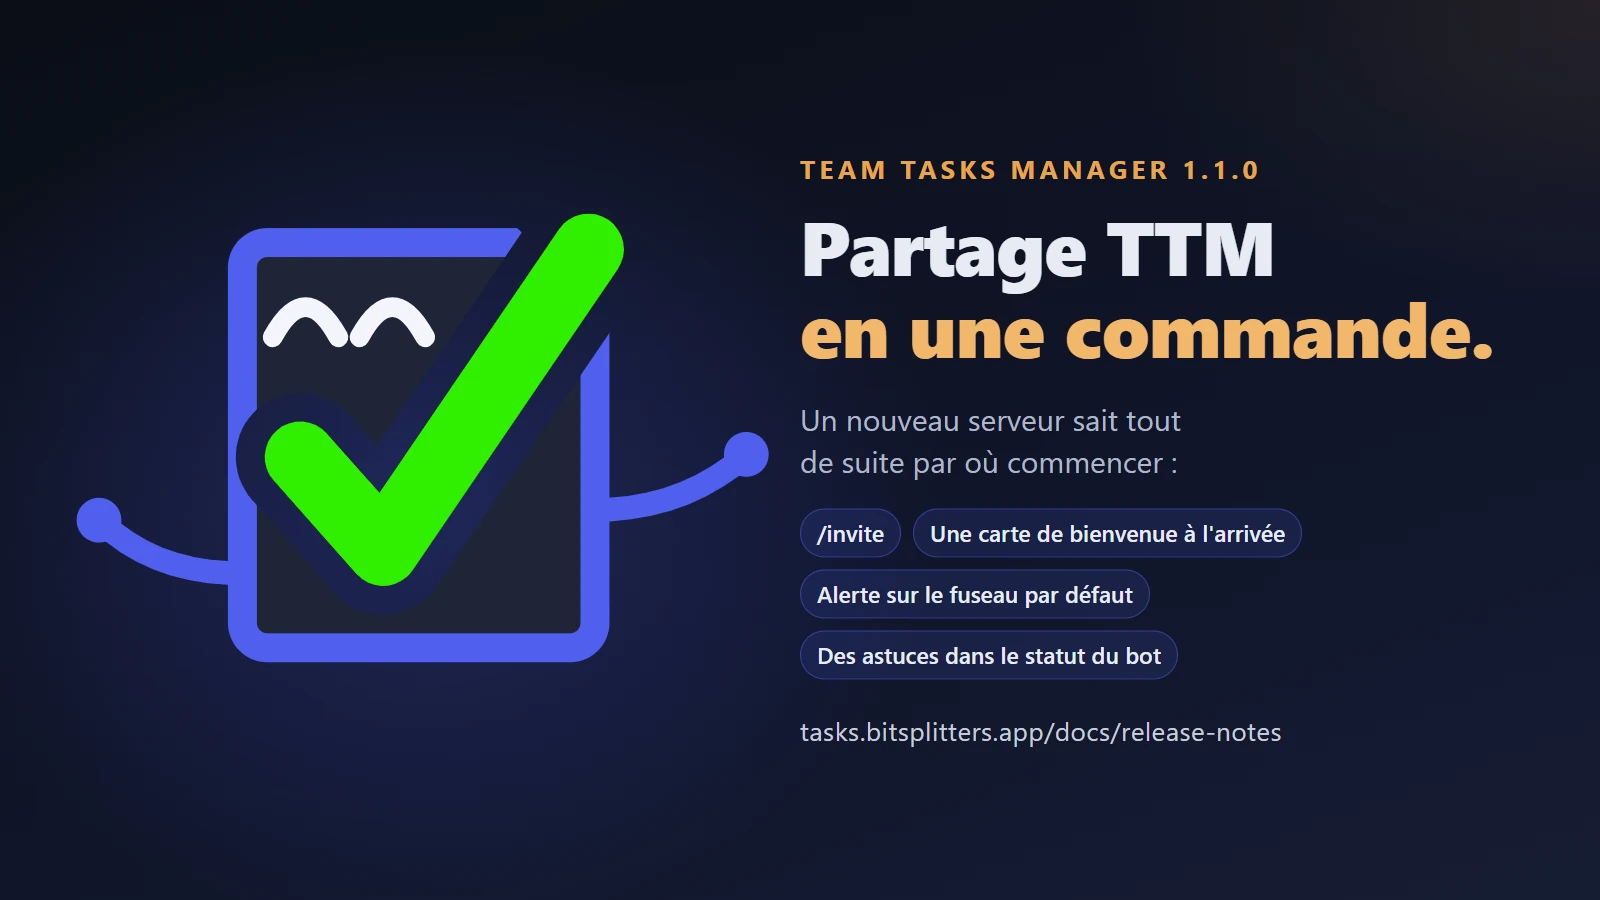 TEAM TASKS MANAGER 1.1.0
Partage TTM
en une commande.
Un nouveau serveur sait tout
de suite par où commencer :
/invite
Une carte de bienvenue à l'arrivée
Alerte sur le fuseau par défaut
Des astuces dans le statut du bot
tasks.bitsplitters.app/docs/release-notes